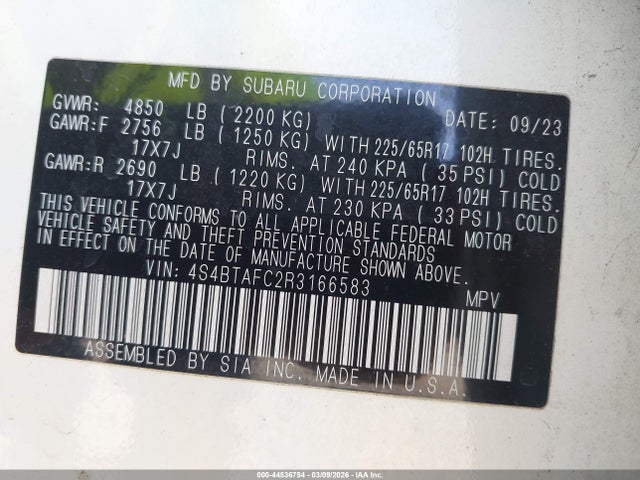 MFD BY SUBARU CORPORATION
GVWR: 4850 LB (2200 KG) DATE: 09/23
GAWR:F 2756 LB (1250 KG) WITH 225/65R17 102H TIRES.
17X7J RIMS. AT 240 KPA ( 35 PSI) COLD
GAWR:R 2690 LB (1220 KG) WITH 225/65R17 102H TIRES.
17X7J RIMS. AT 230 KPA ( 33 PSI) COLD
THIS VEHICLE CONFORMS TO ALL APPLICABLE FEDERAL MOTOR
VEHICLE SAFETY AND THEFT PREVENTION STANDARDS
IN EFFECT ON THE DATE OF MANUFACTURE SHOWN ABOVE.
VIN: 4S4BTAFC2R3166583 MPV
ASSEMBLED BY SIA INC. MADE IN U.S.A.
000-44536754 - 03/09/2026 - IAA Inc.